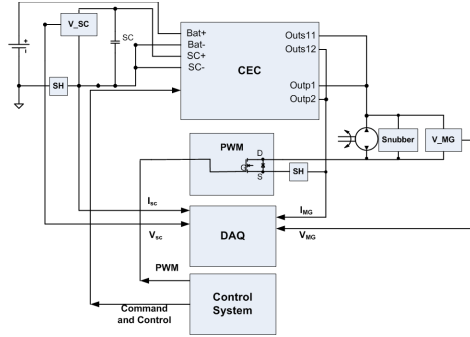 V_SC
SC
Bat+
Bat-
SC+
SC-
CEC
Outs11
Outs12
Outp1
Outp2
SH
Snubber
V_MG
PWM
D
G
S
SH
Isc
Vsc
DAQ
IMG
VMG
PWM
Control
System
Command
and Control